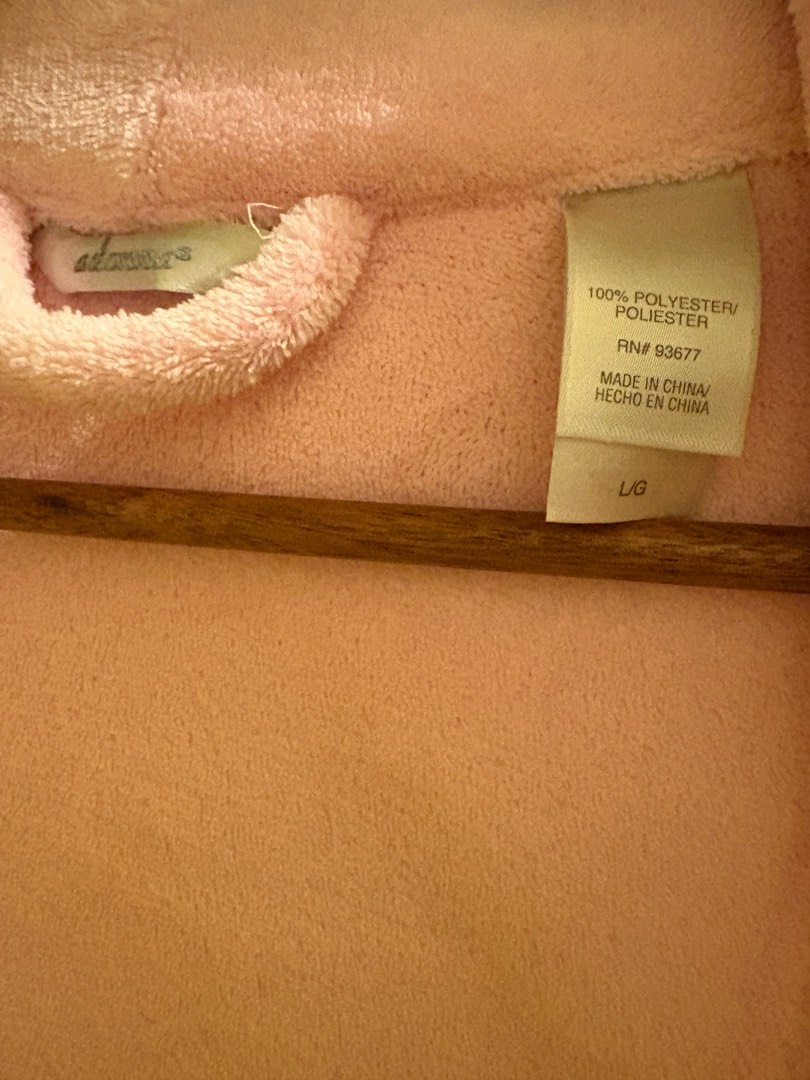 100% POLYESTER/
POLIESTER
RN# 93677
MADE IN CHINA/
HECHO EN CHINA
L/G